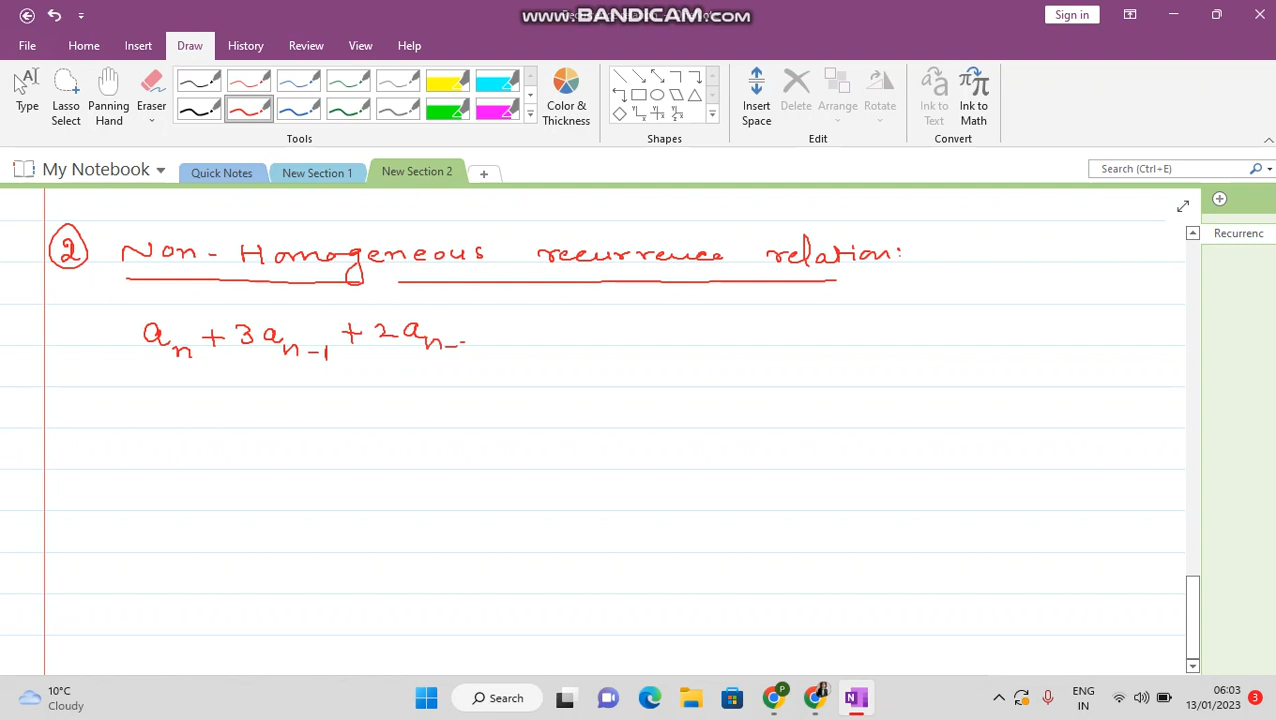 www.BANDICAM.com
Sign in
File Home Insert Draw History Review View Help
Type Lasso Select Panning Hand Eraser Color & Thickness Insert Space Delete Arrange Rotate Ink to Text Ink to Math
Tools Shapes Edit Convert
My Notebook Quick Notes New Section 1 New Section 2 Search (Ctrl+E)
Recurrenc
② Non-Homogeneous recurrence relation:
aₙ + 3aₙ₋₁ + 2aₙ₋
10°C
Cloudy
Search
ENG
IN
06:03
13/01/2023
3